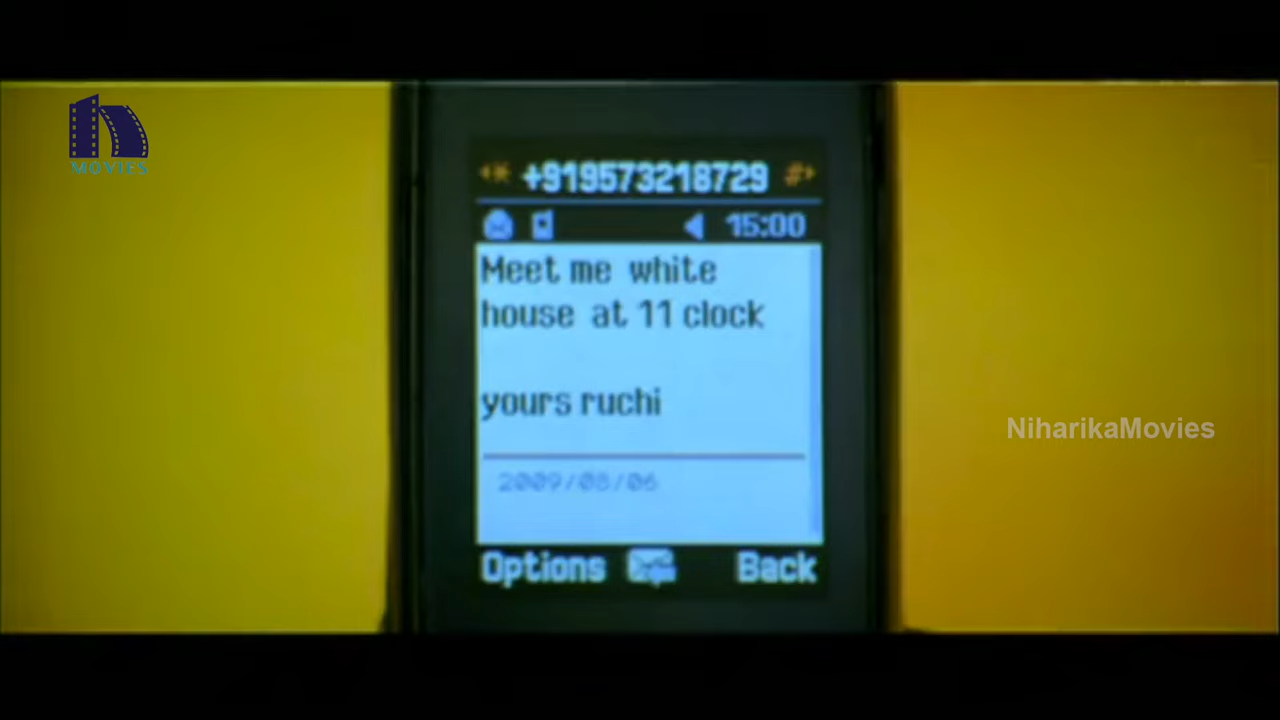 MOVIES
+919573218729
15:00
Meet me white
house at 11 clock
yours ruchi
NiharikaMovies
2009/08/06
Options Back